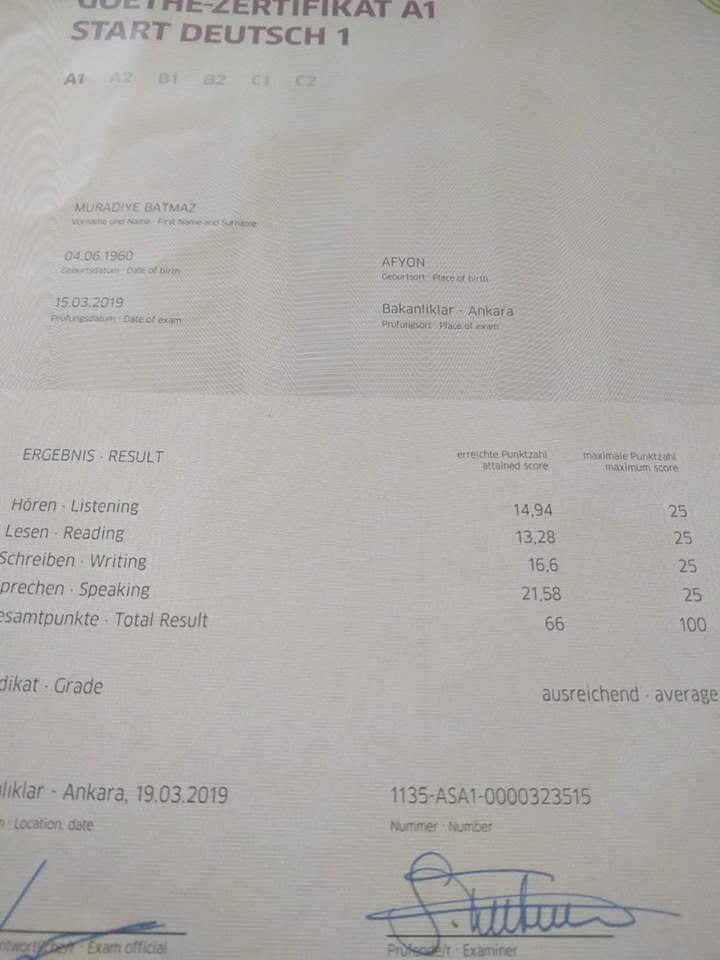 GOETHE-ZERTIFIKAT A1
START DEUTSCH 1
A1 A2 B1 B2 C1 C2
MURADIYE BATMAZ
Vorname und Name · First Name and Surname
04.06.1960
Geburtsdatum · Date of birth
AFYON
Geburtsort · Place of birth
15.03.2019
Prüfungsdatum · Date of exam
Bakanliklar - Ankara
Prüfungsort · Place of exam
ERGEBNIS · RESULT
erreichte Punktzahl
attained score
maximale Punktzahl
maximum score
Hören · Listening 14,94 25
Lesen · Reading 13,28 25
Schreiben · Writing 16,6 25
prechen · Speaking 21,58 25
esamtpunkte · Total Result 66 100
dikat · Grade ausreichend · average
liklar - Ankara, 19.03.2019
1135-ASA1-0000323515
n · Location, date
Nummer · Number
Exam official
Prüfende/r · Examiner